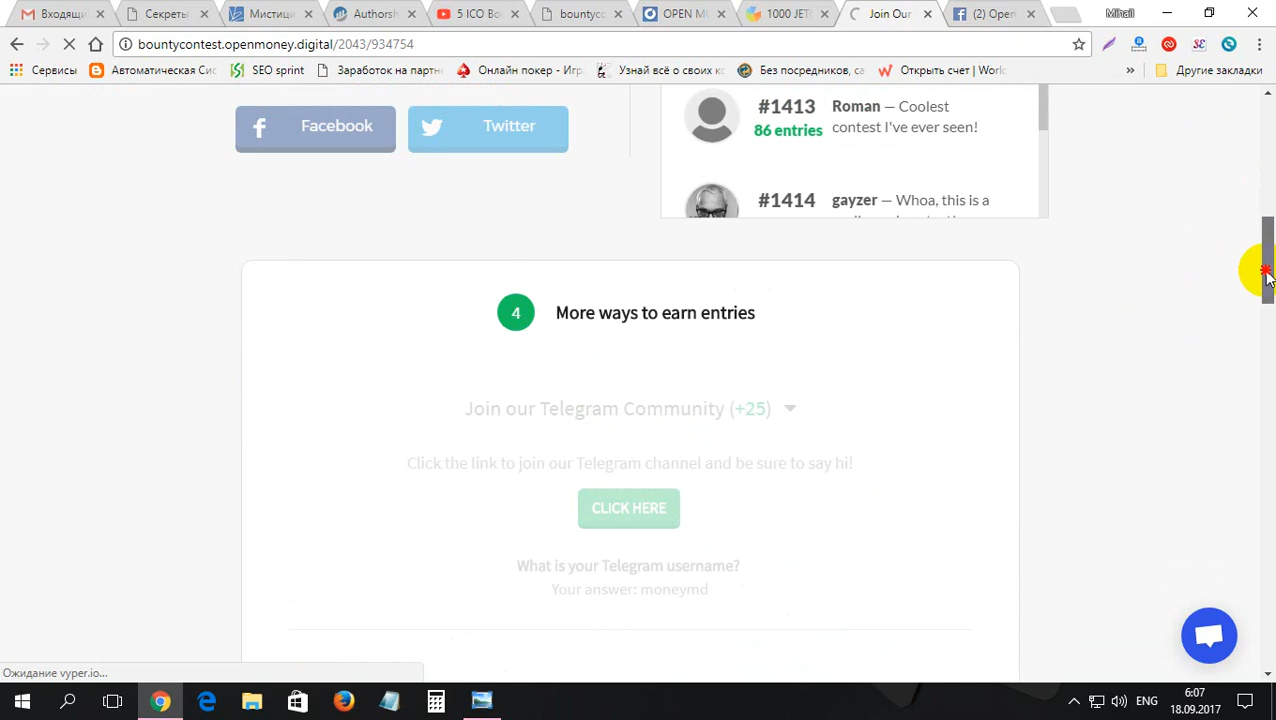 Входящи
Секреты
Мистици
Authorsh
5 ICO Bo
bountyco
OPEN MO
1000 JET
Join Our
(2) Open
Mihail
bountycontest.openmoney.digital/2043/934754
Сервисы
Автоматическая Сис
SEO sprint
Заработок на партн
Онлайн покер - Игр
Узнай всё о своих к
Без посредников, са
Открыть счет | Worl
»
Другие закладки
Facebook
Twitter
#1413
86 entries
Roman — Coolest
contest I've ever seen!
#1414
gayzer — Whoa, this is a
4
More ways to earn entries
Join our Telegram Community (+25)
Click the link to join our Telegram channel and be sure to say hi!
CLICK HERE
What is your Telegram username?
Your answer: moneymd
Ожидание vyper.io...
ENG
6:07
18.09.2017